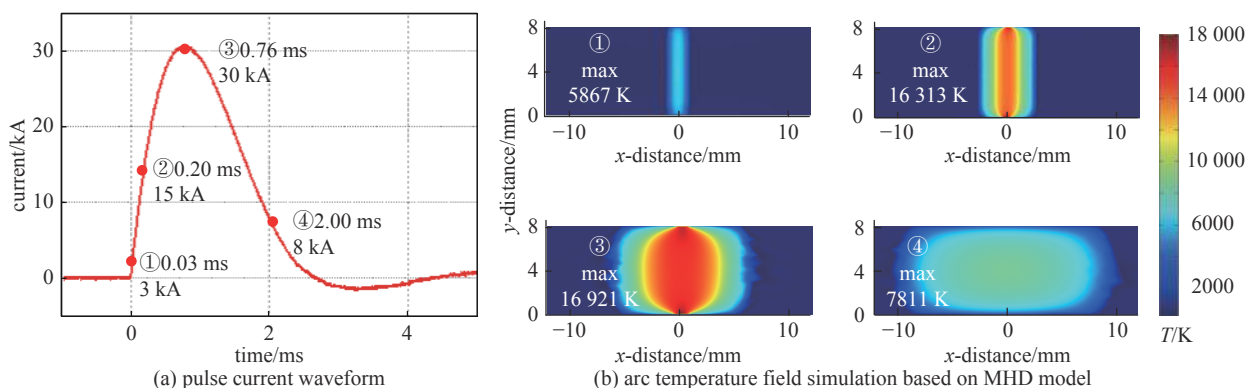 current/kA
30
20
10
0
③0.76 ms
30 kA
②0.20 ms
15 kA
④2.00 ms
8 kA
①0.03 ms
3 kA
0 2 4
time/ms
(a) pulse current waveform
y-distance/mm
8
4
0
①
max
5867 K
−10 0 10
x-distance/mm
8
4
0
②
max
16 313 K
−10 0 10
x-distance/mm
8
4
0
③
max
16 921 K
−10 0 10
x-distance/mm
8
4
0
④
max
7811 K
−10 0 10
x-distance/mm
18 000
14 000
10 000
6000
2000
T/K
(b) arc temperature field simulation based on MHD model